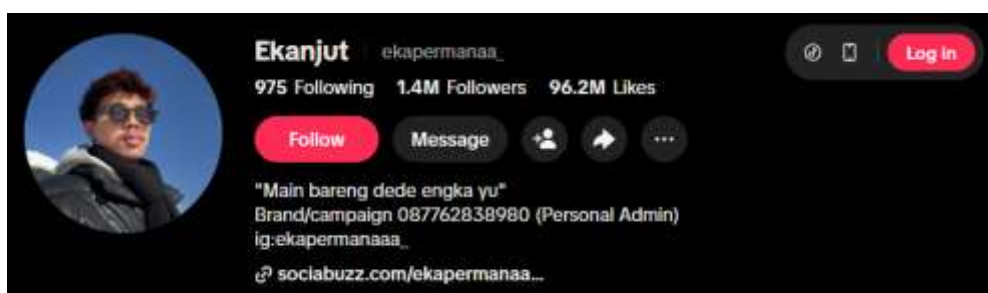 Ekanjut ekapermanaa_
Log in
975 Following 1.4M Followers 96.2M Likes
Follow Message
"Main bareng dede engka yu"
Brand/campaign 087762838980 (Personal Admin)
ig:ekapermanaaa_
sociabuzz.com/ekapermanaa...